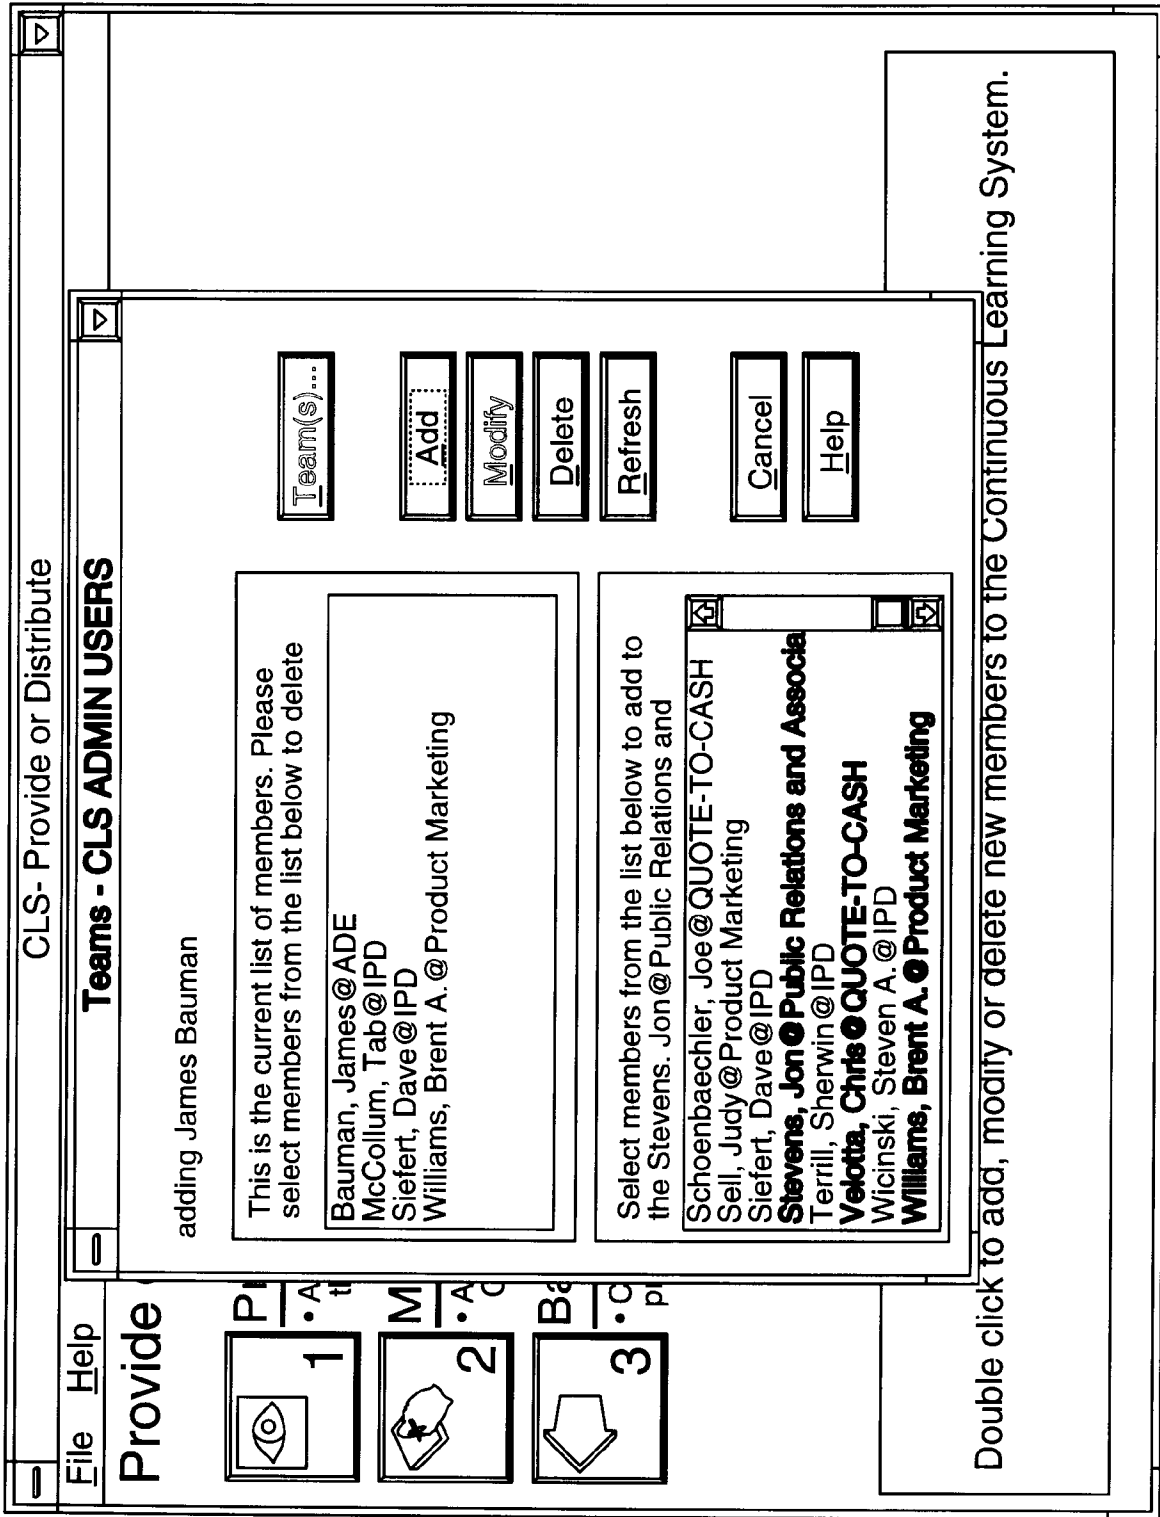 CLS- Provide or Distribute
File Help
Teams - CLS ADMIN USERS
Provide
adding James Bauman
This is the current list of members. Please
select members from the list below to delete
Bauman, James@ADE
McCollum, Tab@IPD
Siefert, Dave@IPD
Williams, Brent A.@Product Marketing
Select members from the list below to add to
the Stevens. Jon@Public Relations and
Schoenbaechler, Joe@QUOTE-TO-CASH
Sell, Judy@Product Marketing
Siefert, Dave@IPD
Stevens, Jon@Public Relations and Associa
Terrill, Sherwin@IPD
Velotta, Chris@QUOTE-TO-CASH
Wicinski, Steven A.@IPD
Williams, Brent A.@Product Marketing
Team(s)...
Add
Modify
Delete
Refresh
Cancel
Help
1
2
M
• A
3
Ba
• C
Double click to add, modify or delete new members to the Continuous Learning System.